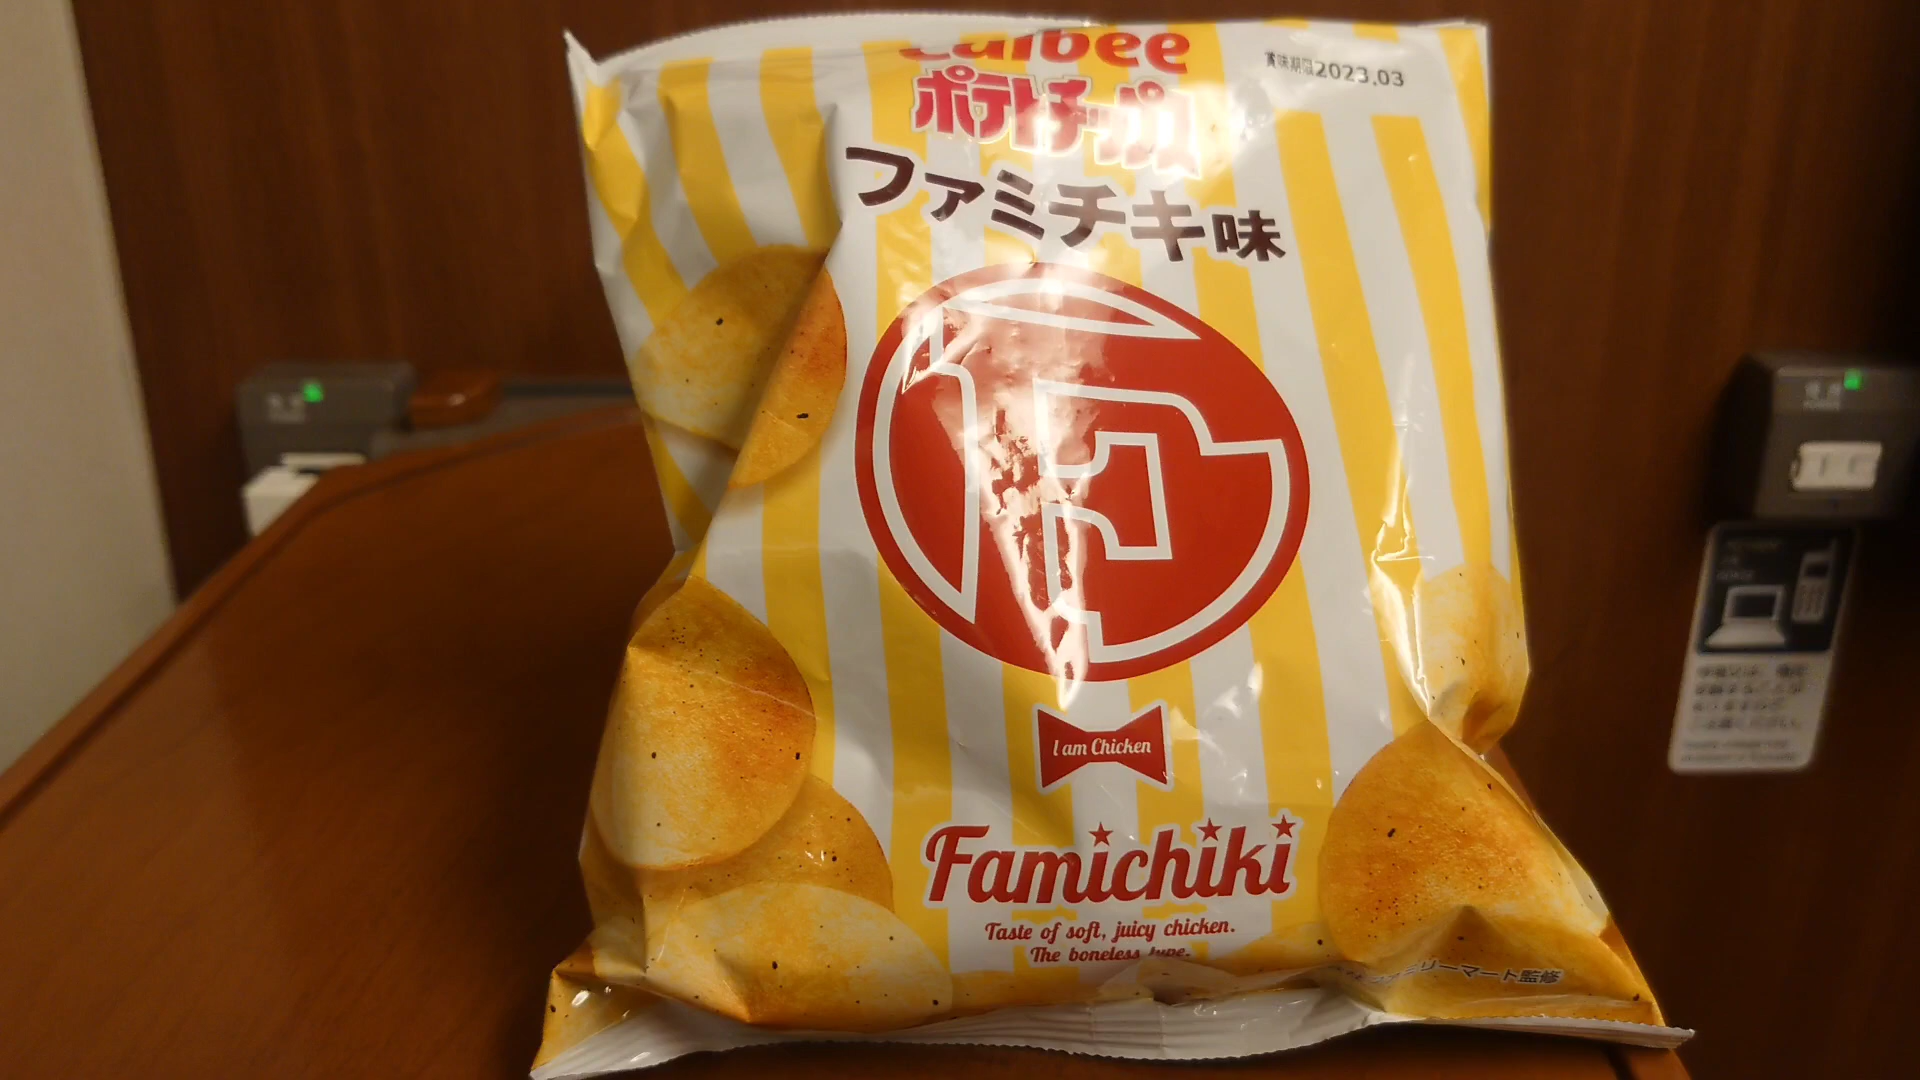 Calbee
賞味期限2023.03
ポテトチップス
ファミチキ味
I am Chicken
Famichiki
Taste of soft, juicy chicken.
The boneless type.
ファミリーマート監修